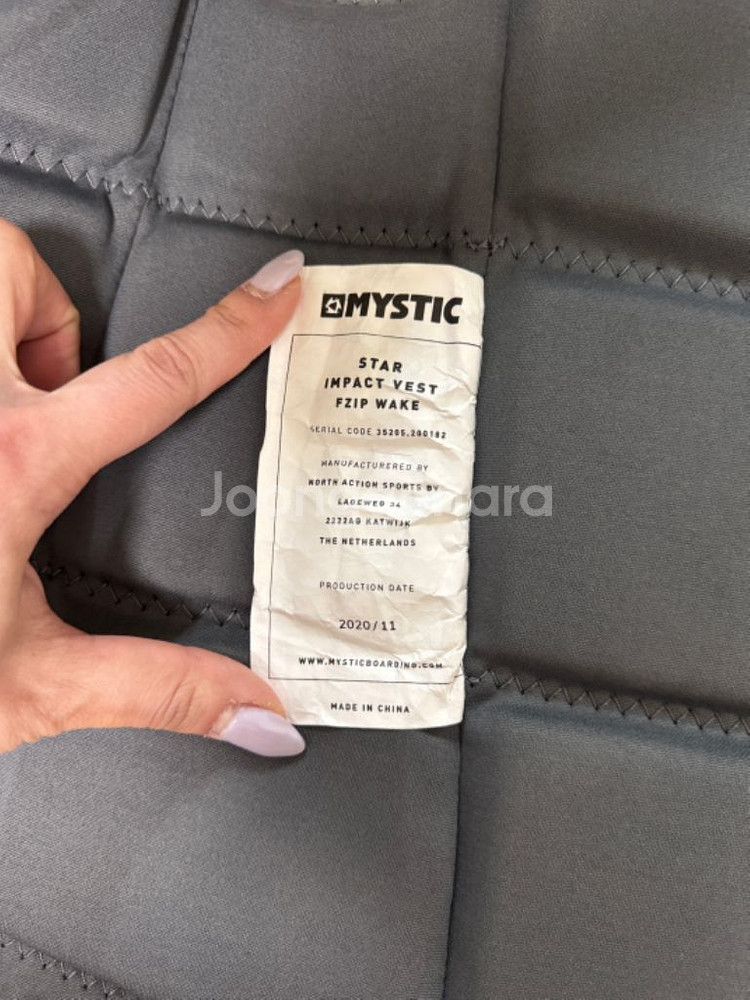 MYSTIC
STAR
IMPACT VEST
FZIP WAKE
SERIAL CODE 35205.200182
MANUFACTURERED BY
NORTH ACTION SPORTS BV
LAGEWEG 34
2222AG KATWIJK
THE NETHERLANDS
PRODUCTION DATE
2020/11
WWW.MYSTICBOARDING.COM
MADE IN CHINA